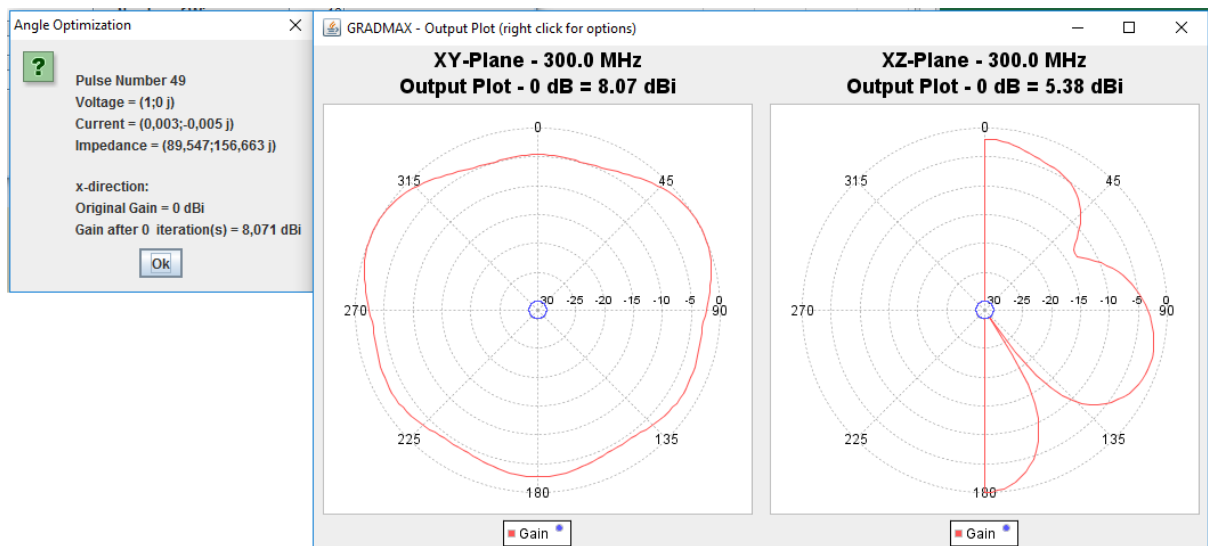 Angle Optimization
?
Pulse Number 49
Voltage = (1;0 j)
Current = (0,003;-0,005 j)
Impedance = (89,547;156,663 j)
x-direction:
Original Gain = 0 dBi
Gain after 0 iteration(s) = 8,071 dBi
Ok
GRADMAX - Output Plot (right click for options)
XY-Plane - 300.0 MHz
Output Plot - 0 dB = 8.07 dBi
0
315
45
270
30 -25 -20 -15 -10 -5 0
90
225
135
180
Gain
XZ-Plane - 300.0 MHz
Output Plot - 0 dB = 5.38 dBi
0
315
45
270
30 -25 -20 -15 -10 -5 0
90
225
135
180
Gain